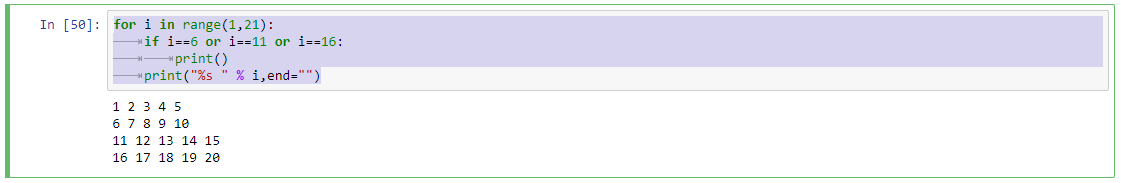 In [50]: for i in range(1,21):
if i==6 or i==11 or i==16:
print()
print("%s " % i,end="")
1 2 3 4 5
6 7 8 9 10
11 12 13 14 15
16 17 18 19 20